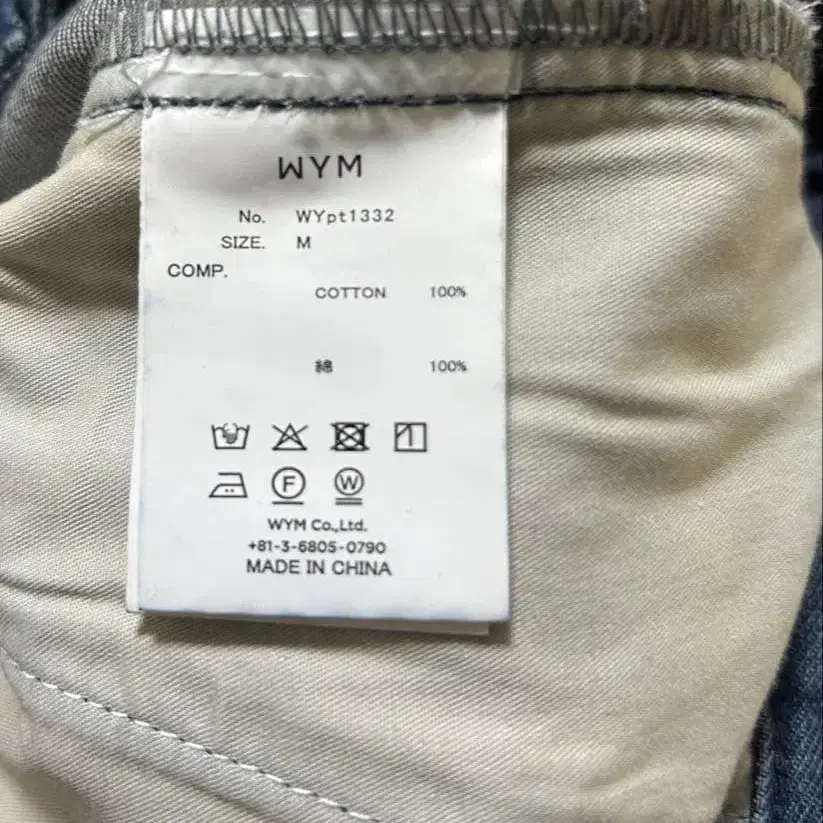 WYM
No. WYpt1332
SIZE. M
COMP.
COTTON 100%
綿 100%
F W
WYM Co.,Ltd.
+81-3-6805-0790
MADE IN CHINA